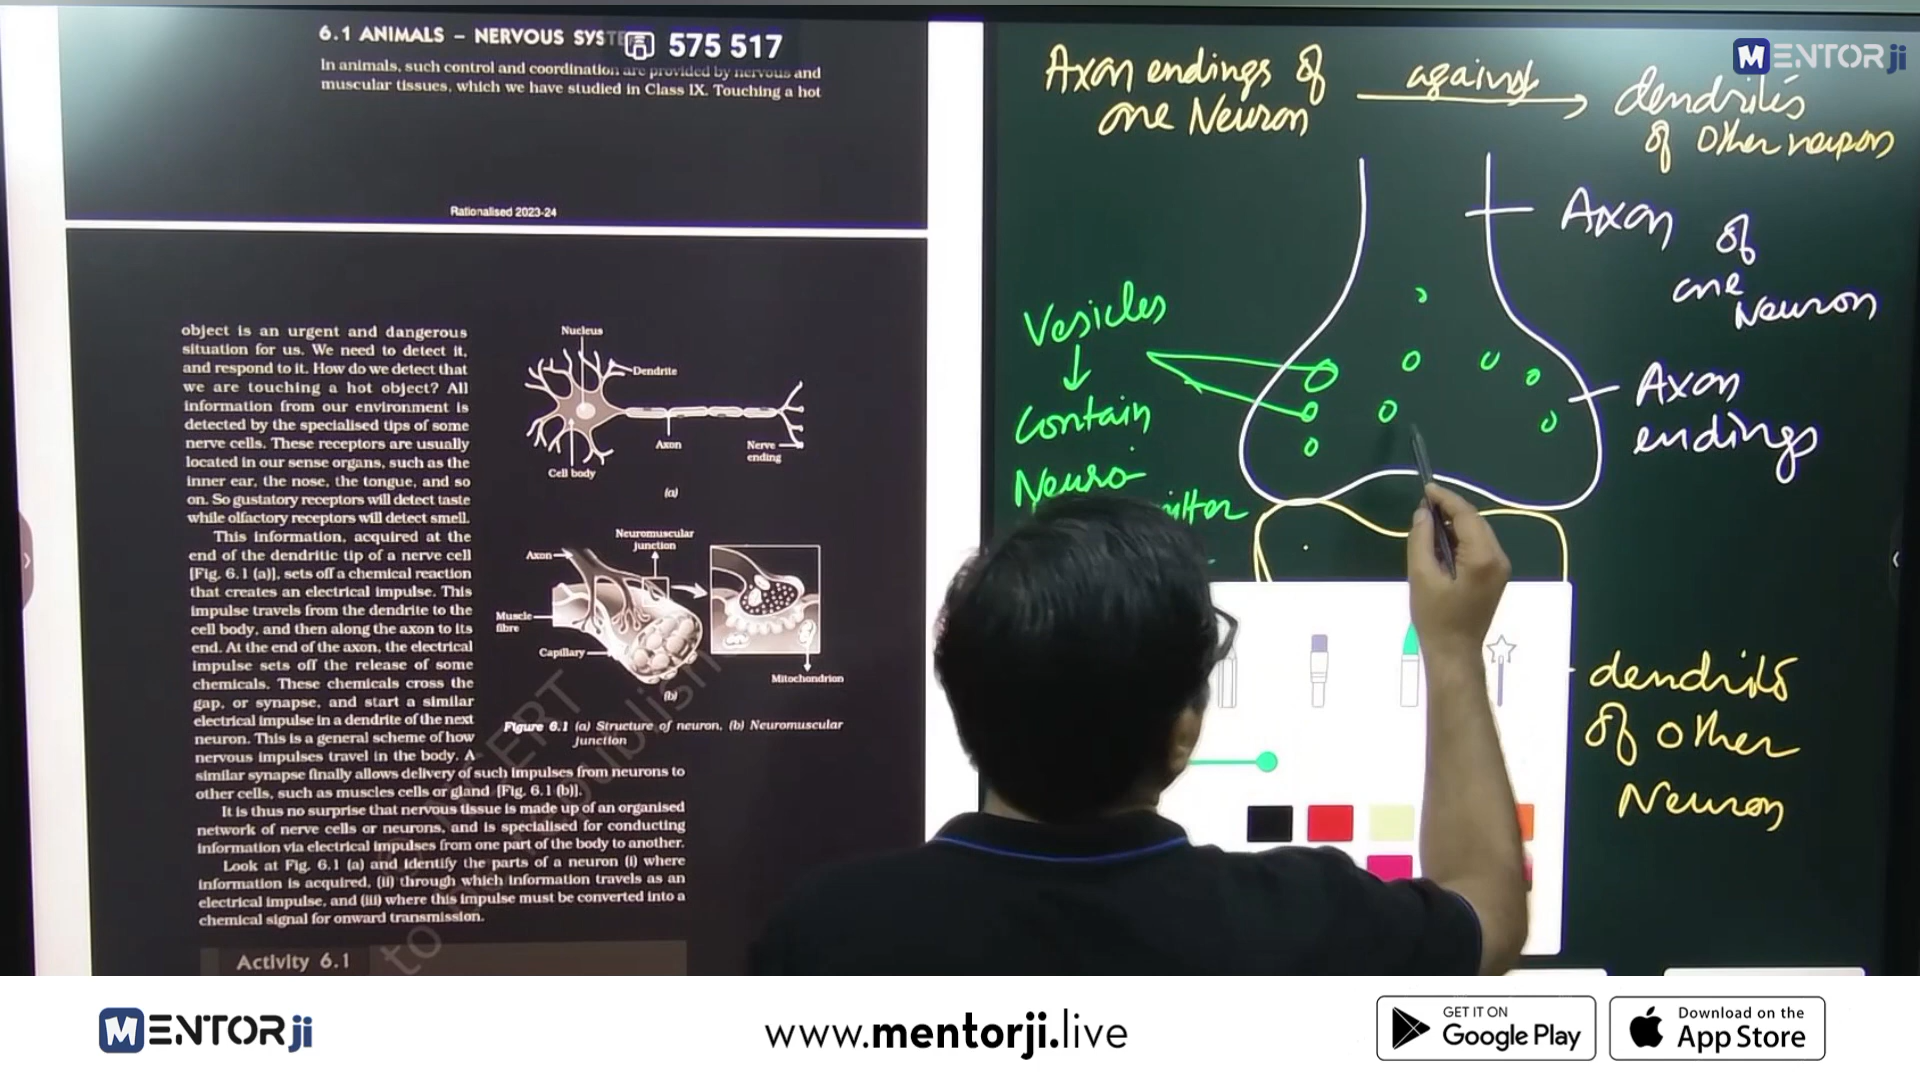 6.1 ANIMALS – NERVOUS SYSTE
575 517
In animals, such control and coordination are provided by nervous and
muscular tissues, which we have studied in Class IX. Touching a hot
Rationalised 2023-24
object is an urgent and dangerous
situation for us. We need to detect it,
and respond to it. How do we detect that
we are touching a hot object? All
information from our environment is
detected by the specialised tips of some
nerve cells. These receptors are usually
located in our sense organs, such as the
inner ear, the nose, the tongue, and so
on. So gustatory receptors will detect taste
while olfactory receptors will detect smell.
This information, acquired at the
end of the dendritic tip of a nerve cell
[Fig. 6.1 (a)], sets off a chemical reaction
that creates an electrical impulse. This
impulse travels from the dendrite to the
cell body, and then along the axon to its
end. At the end of the axon, the electrical
impulse sets off the release of some
chemicals. These chemicals cross the
gap, or synapse, and start a similar
electrical impulse in a dendrite of the next
neuron. This is a general scheme of how
nervous impulses travel in the body. A
similar synapse finally allows delivery of such impulses from neurons to
other cells, such as muscles cells or gland [Fig. 6.1 (b)].
It is thus no surprise that nervous tissue is made up of an organised
network of nerve cells or neurons, and is specialised for conducting
information via electrical impulses from one part of the body to another.
Look at Fig. 6.1 (a) and identify the parts of a neuron (i) where
information is acquired, (ii) through which information travels as an
electrical impulse, and (iii) where this impulse must be converted into a
chemical signal for onward transmission.
Activity 6.1
Nucleus
Dendrite
Axon
Nerve
ending
Cell body
(a)
Neuromuscular
junction
Axon
Muscle
fibre
Capillary
Mitochondrion
(b)
Figure 6.1 (a) Structure of neuron, (b) Neuromuscular
junction
MENTORji
Axon endings of
one Neuron
against
dendrites
of other neuron
Axon of
one
Neuron
Vesicles
Contain
Neuro
itter
Axon
endings
dendrits
of other
Neuron
MENTORji
www.mentorji.live
GET IT ON
Google Play
Download on the
App Store